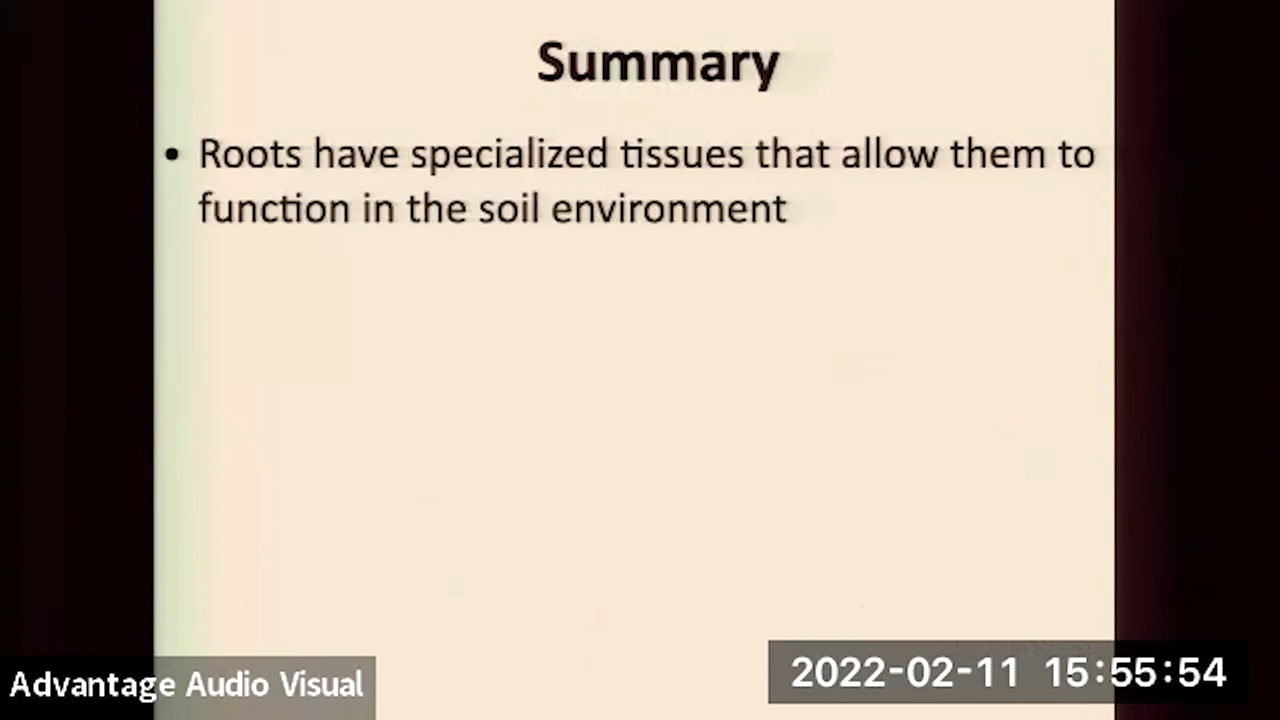 Summary
• Roots have specialized tissues that allow them to
function in the soil environment
Advantage Audio Visual
2022-02-11 15:55:54